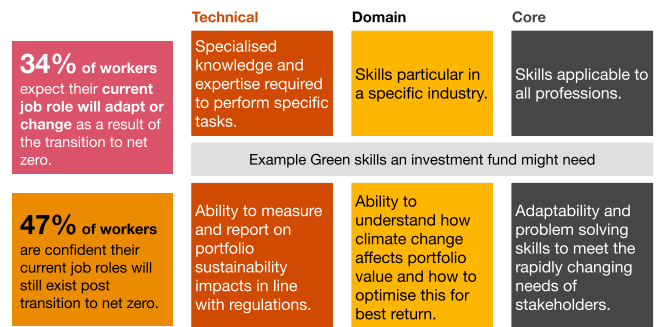 Technical
Domain
Core
34% of workers
expect their current
job role will adapt or
change as a result of
the transition to net
zero.
Specialised
knowledge and
expertise required
to perform specific
tasks.
Skills particular in
a specific industry.
Skills applicable to
all professions.
Example Green skills an investment fund might need
47% of workers
are confident their
current job roles will
still exist post
transition to net zero.
Ability to measure
and report on
portfolio
sustainability
impacts in line
with regulations.
Ability to
understand how
climate change
affects portfolio
value and how to
optimise this for
best return.
Adaptability and
problem solving
skills to meet the
rapidly changing
needs of
stakeholders.